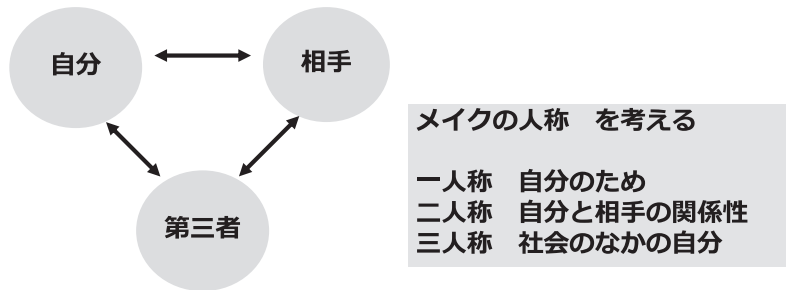 自分
相手
第三者
メイクの人称　を考える
一人称　自分のため
二人称　自分と相手の関係性
三人称　社会のなかの自分